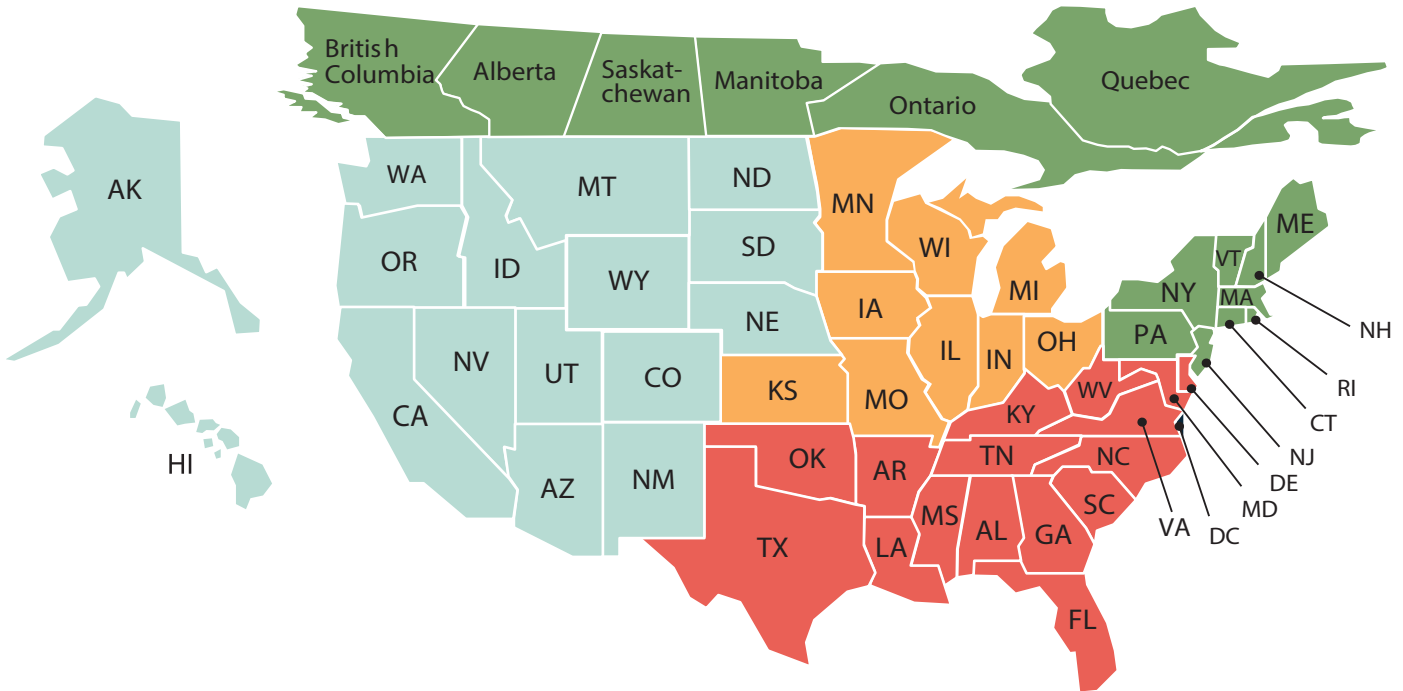 British
Columbia
Alberta
Saskat-
chewan
Manitoba
Ontario
Quebec
AK
HI
WA
MT
ND
MN
OR
ID
SD
WI
WY
MI
ME
VT
NY
MA
NH
CA
NV
UT
CO
NE
IA
IL
IN
OH
PA
KS
MO
KY
WV
RI
CT
NJ
DE
MD
DC
VA
AZ
NM
OK
AR
TN
NC
SC
MS
AL
GA
TX
LA
FL